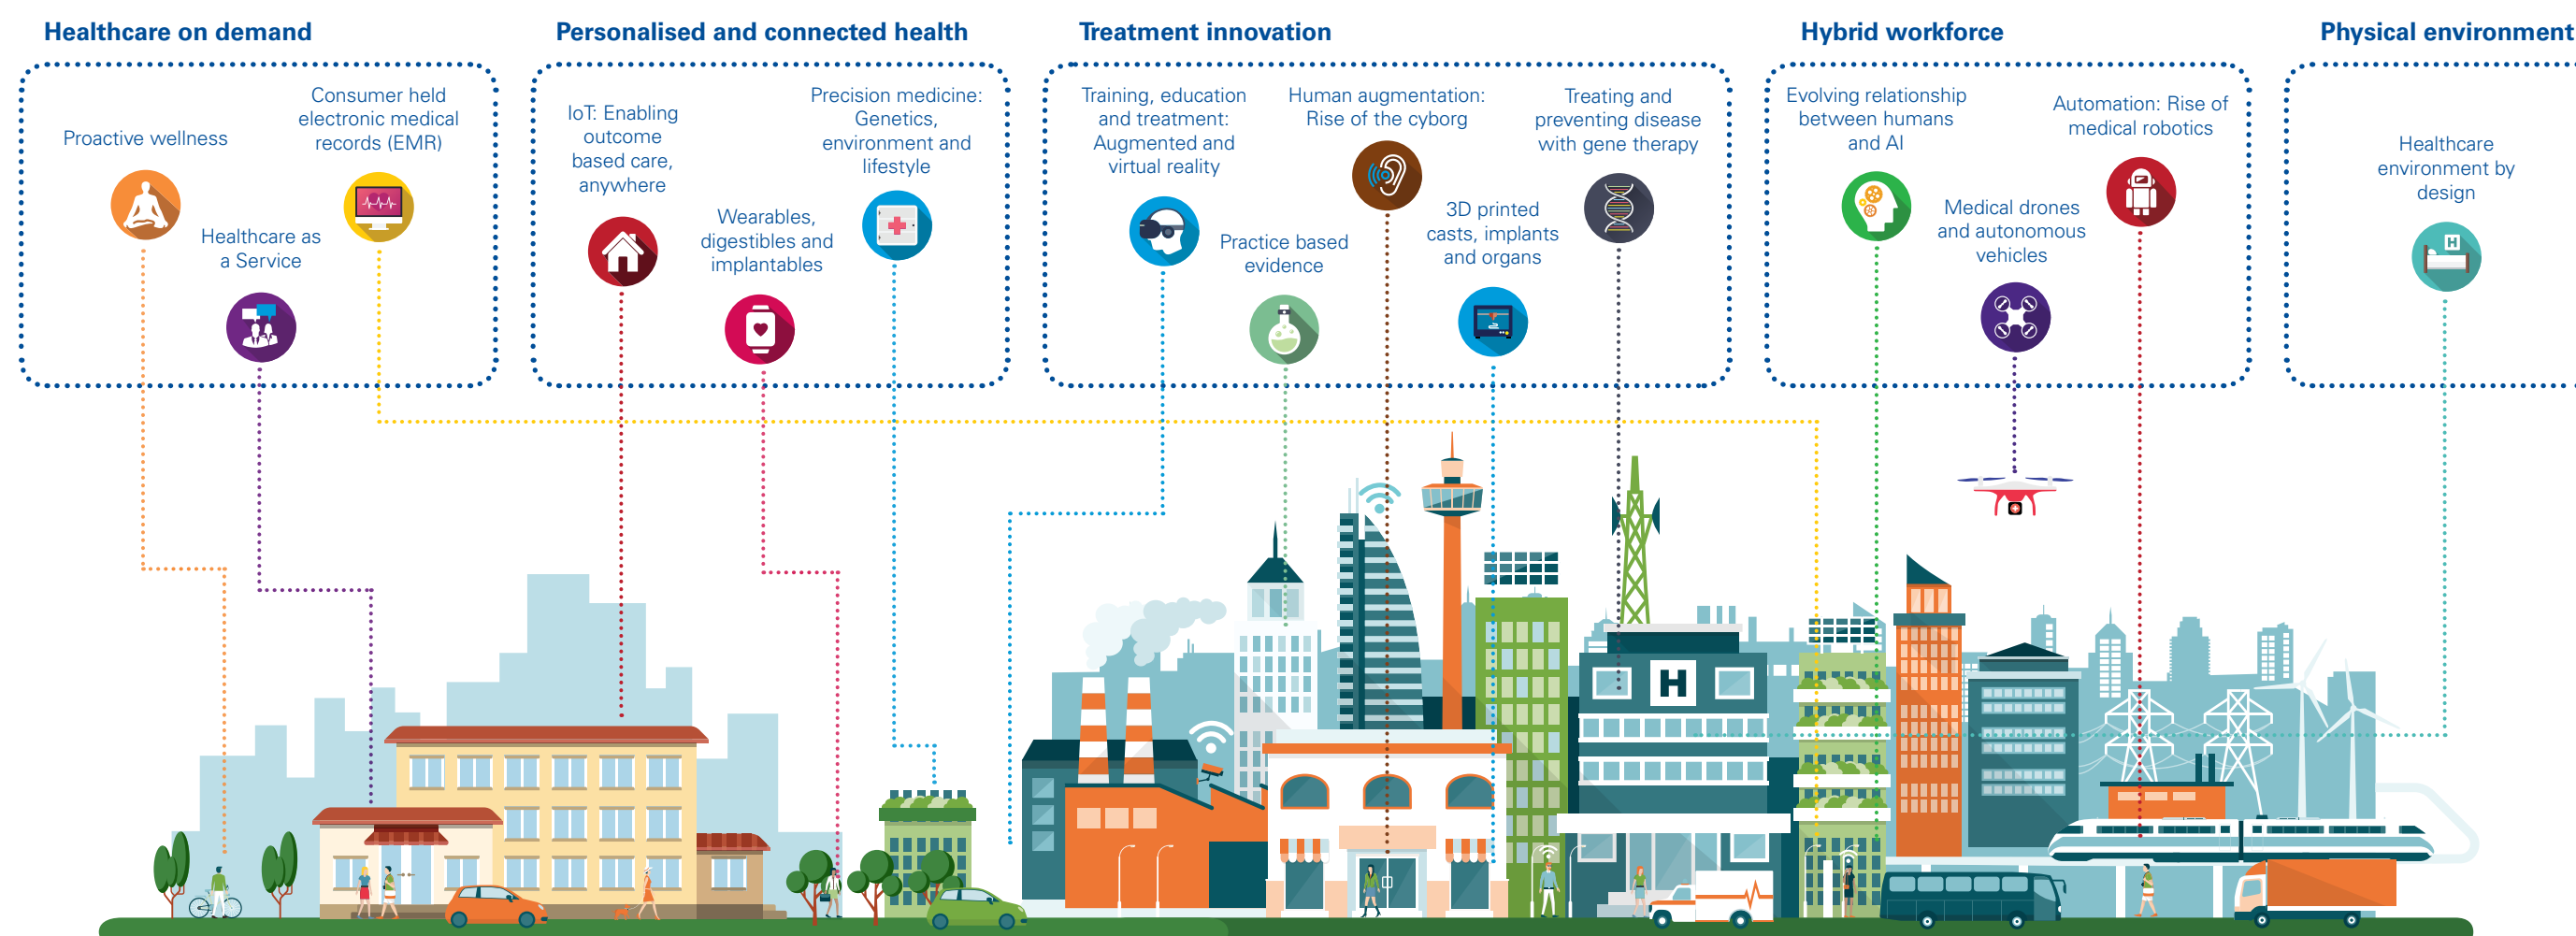 Healthcare on demand
Proactive wellness
Healthcare as
a Service
Consumer held
electronic medical
records (EMR)
Personalised and connected health
IoT: Enabling
outcome
based care,
anywhere
Wearables,
digestibles and
implantables
Precision medicine:
Genetics,
environment and
lifestyle
Treatment innovation
Training, education
and treatment:
Augmented and
virtual reality
Practice based
evidence
Human augmentation:
Rise of the cyborg
3D printed
casts, implants
and organs
Treating and
preventing disease
with gene therapy
Hybrid workforce
Evolving relationship
between humans
and AI
Medical drones
and autonomous
vehicles
Automation: Rise of
medical robotics
Physical environment
Healthcare
environment by
design
H
H